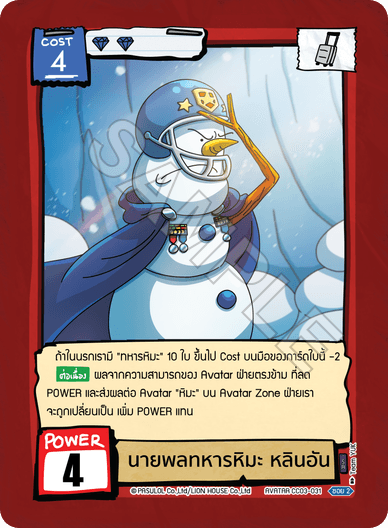 COST
4
SAMPLE
ถ้าในนรกเรามี "ทหารหิมะ" 10 ใบ ขึ้นไป Cost บนมือของการ์ดใบนี้ -2
ต่อเนื่อง ผลจากความสามารถของ Avatar ฝ่ายตรงข้าม ที่ลด
POWER และส่งผลต่อ Avatar "หิมะ" บน Avatar Zone ฝ่ายเรา
จะถูกเปลี่ยนเป็น เพิ่ม POWER แทน
POWER
4
นายพลทหารหิมะ หลินฮัน
Team YUK
© PASULOL Co.,Ltd/LION HOUSE Co.,Ltd AVATAR CC03-031 ซอย 2